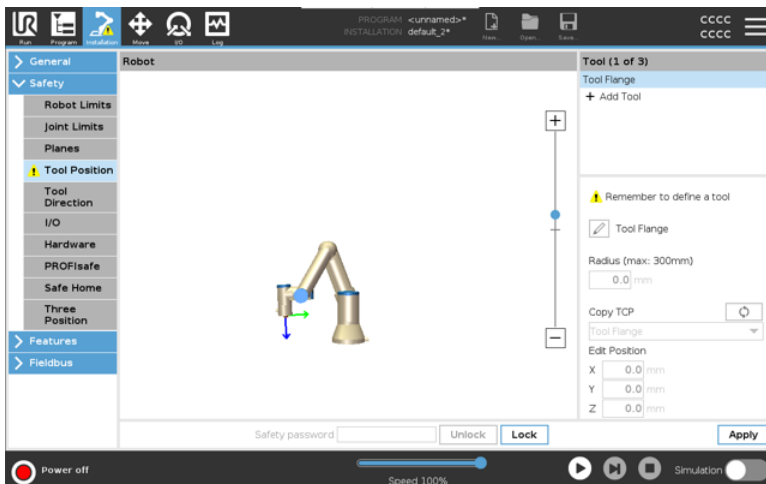 PROGRAM <unnamed>*
INSTALLATION default_2*
UR
Run
Program
Installation
Move
I/O
Log
New...
Open...
Save...
cccc
cccc
General
Safety
Robot Limits
Joint Limits
Planes
Tool Position
Tool
Direction
I/O
Hardware
PROFIsafe
Safe Home
Three
Position
Features
Fieldbus
Robot
Tool (1 of 3)
Tool Flange
+ Add Tool
Remember to define a tool
Tool Flange
Radius (max: 300mm)
0.0 mm
Copy TCP
Tool Flange
Edit Position
X 0.0 mm
Y 0.0 mm
Z 0.0 mm
Safety password
Unlock
Lock
Apply
Power off
Speed 100%
Simulation